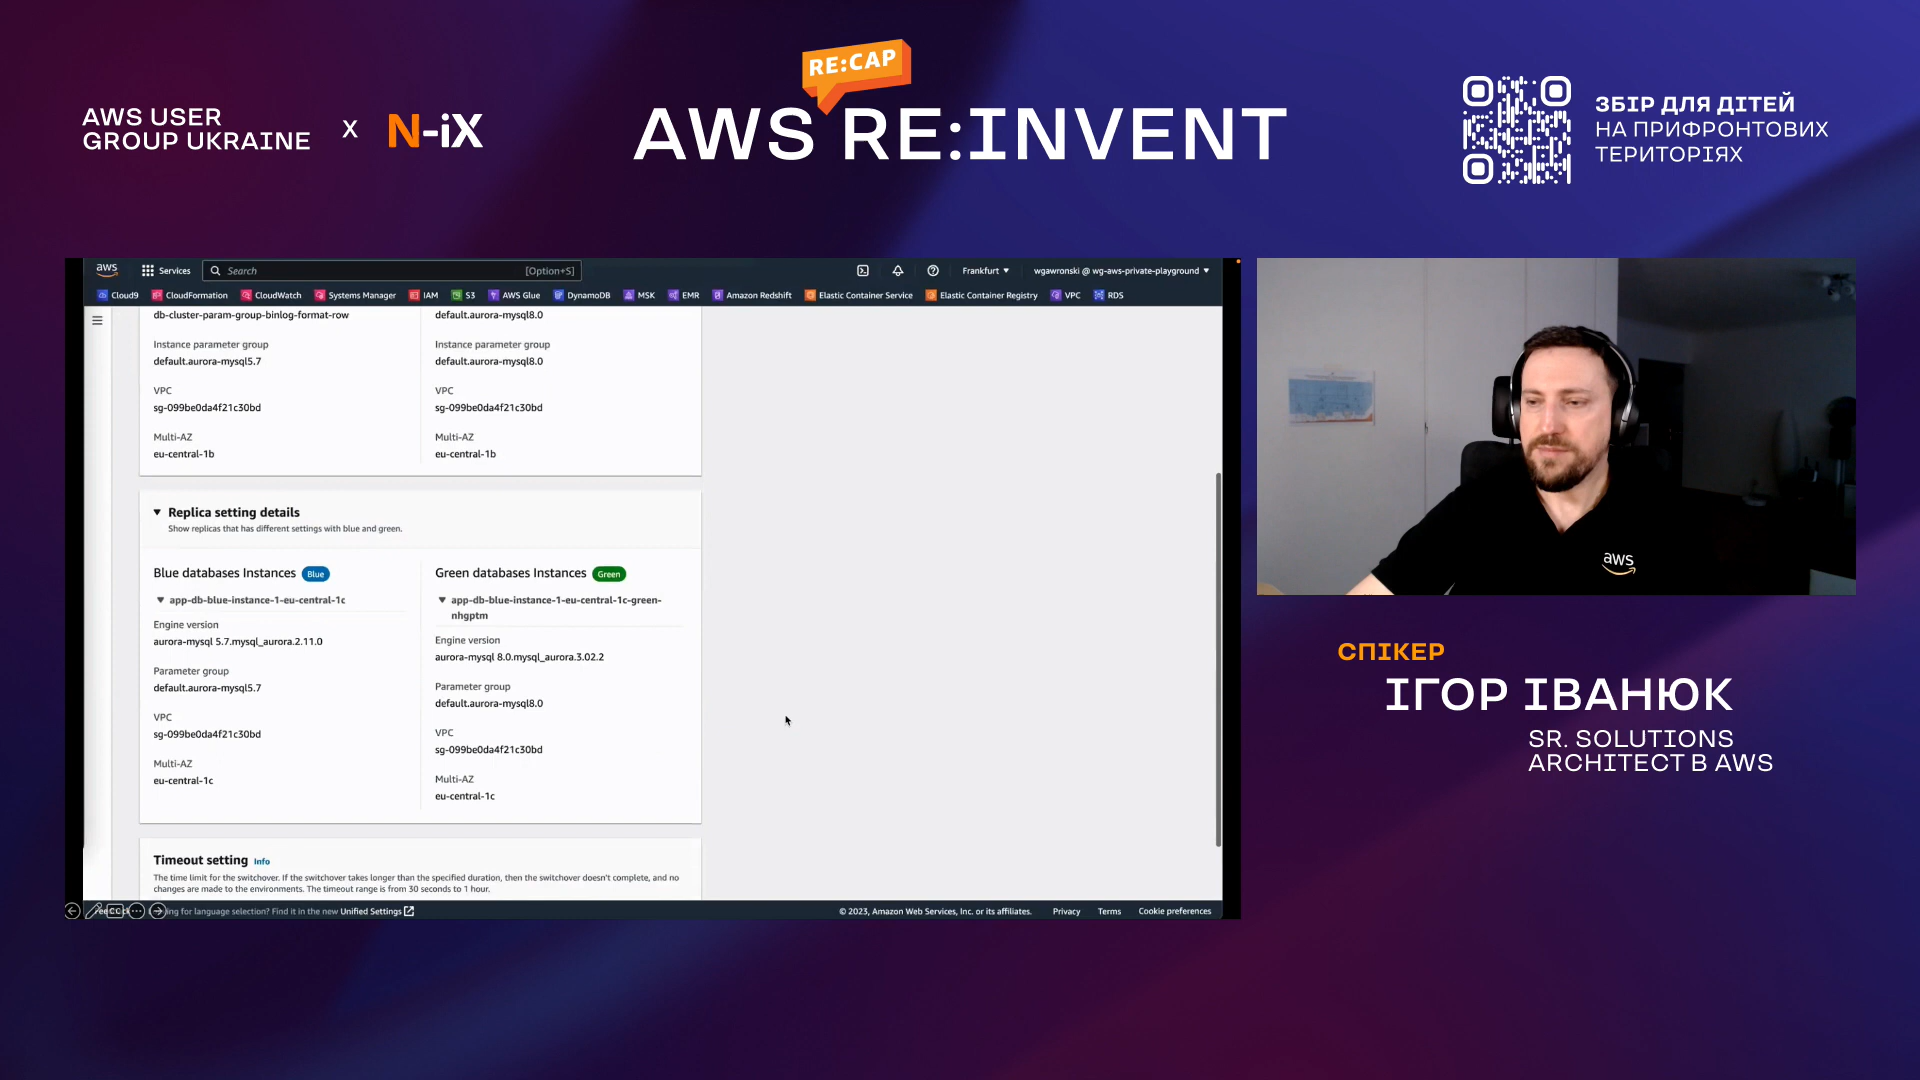 AWS USER
GROUP UKRAINE
X
N-iX
RE:CAP
AWS RE:INVENT
ЗБІР ДЛЯ ДІТЕЙ
НА ПРИФРОНТОВИХ
ТЕРИТОРІЯХ
aws
Services
Search
[Option+S]
Frankfurt
wgawronski @ wg-aws-private-playground
Cloud9
CloudFormation
CloudWatch
Systems Manager
IAM
S3
AWS Glue
DynamoDB
MSK
EMR
Amazon Redshift
Elastic Container Service
Elastic Container Registry
VPC
RDS
db-cluster-param-group-binlog-format-row
default.aurora-mysql8.0
Instance parameter group
default.aurora-mysql5.7
Instance parameter group
default.aurora-mysql8.0
VPC
sg-099be0da4f21c30bd
VPC
sg-099be0da4f21c30bd
Multi-AZ
eu-central-1b
Multi-AZ
eu-central-1b
Replica setting details
Show replicas that has different settings with blue and green.
Blue databases Instances Blue
app-db-blue-instance-1-eu-central-1c
Engine version
aurora-mysql 5.7.mysql_aurora.2.11.0
Parameter group
default.aurora-mysql5.7
VPC
sg-099be0da4f21c30bd
Multi-AZ
eu-central-1c
Green databases Instances Green
app-db-blue-instance-1-eu-central-1c-green-
nhgptm
Engine version
aurora-mysql 8.0.mysql_aurora.3.02.2
Parameter group
default.aurora-mysql8.0
VPC
sg-099be0da4f21c30bd
Multi-AZ
eu-central-1c
Timeout setting Info
The time limit for the switchover. If the switchover takes longer than the specified duration, then the switchover doesn't complete, and no
changes are made to the environments. The timeout range is from 30 seconds to 1 hour.
for language selection? Find it in the new Unified Settings
© 2023, Amazon Web Services, Inc. or its affiliates.
Privacy
Terms
Cookie preferences
aws
СПІКЕР
ІГОР ІВАНЮК
SR. SOLUTIONS
ARCHITECT В AWS